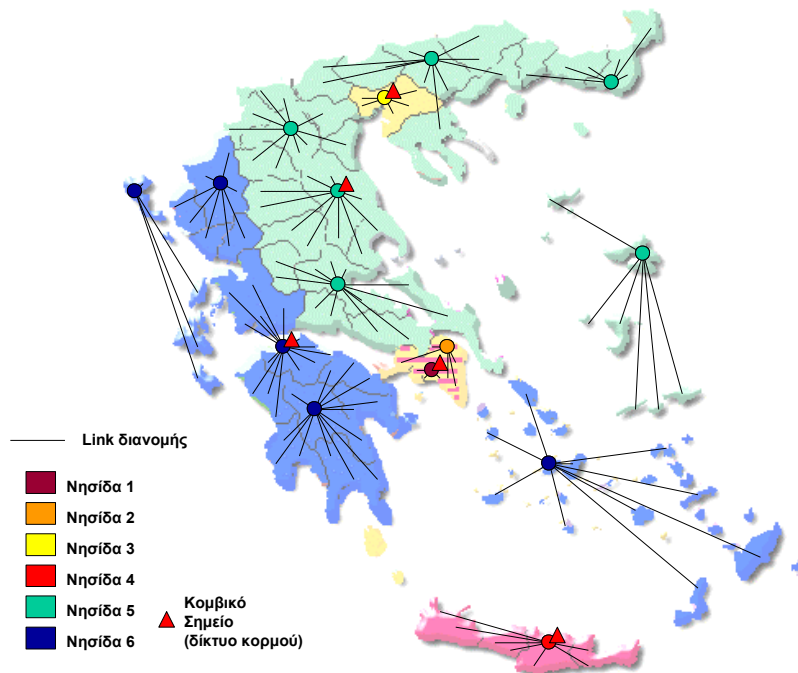 Link διανομής
Νησίδα 1
Νησίδα 2
Νησίδα 3
Νησίδα 4
Νησίδα 5
Νησίδα 6
Κομβικό
Σημείο
(δίκτυο κορμού)